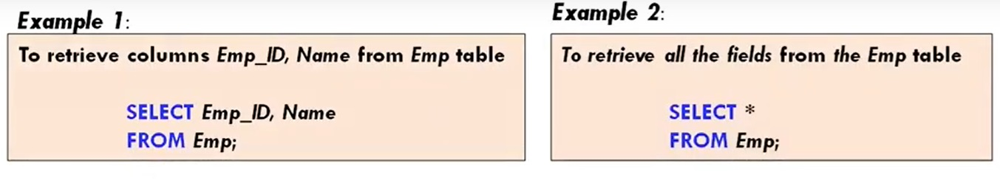 Example 1:
To retrieve columns Emp_ID, Name from Emp table
SELECT Emp_ID, Name
FROM Emp;
Example 2:
To retrieve all the fields from the Emp table
SELECT *
FROM Emp;